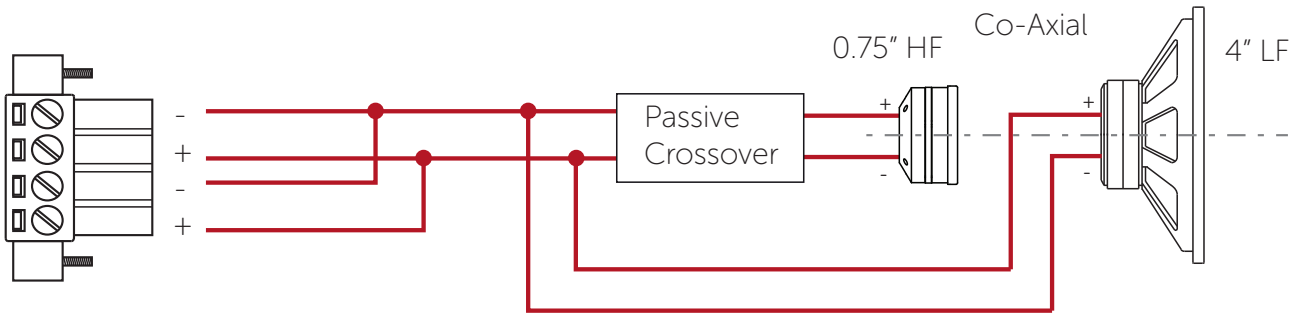 Co-Axial
0.75” HF
4” LF
-
+
-
+
Passive
Crossover
+
-
+
-